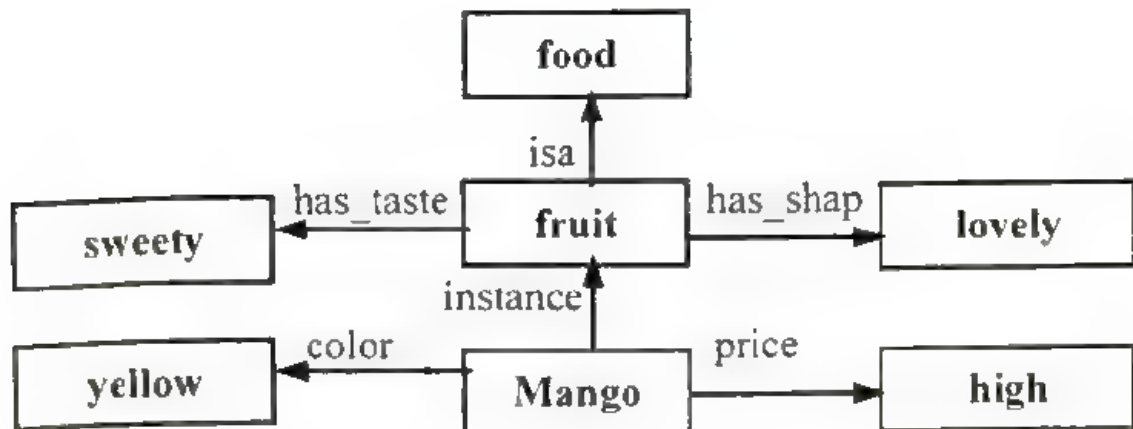 food
isa
has_taste
has_shap
sweety
fruit
lovely
instance
color
price
yellow
Mango
high